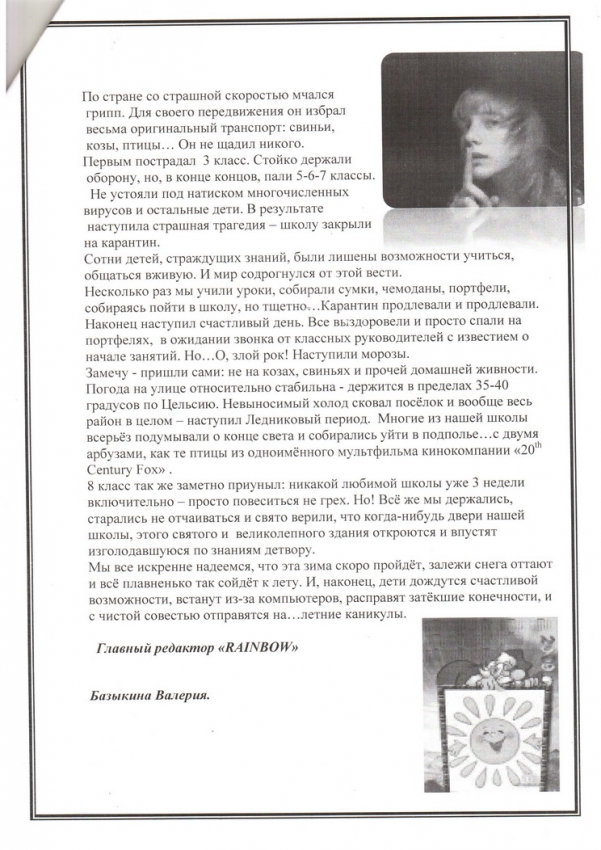 По стране со страшной скоростью мчался
грипп. Для своего передвижения он избрал
весьма оригинальный транспорт: свиньи,
козы, птицы… Он не щадил никого.
Первым пострадал 3 класс. Стойко держали
оборону, но, в конце концов, пали 5-6-7 классы.
Не устояли под натиском многочисленных
вирусов и остальные дети. В результате
наступила страшная трагедия – школу закрыли
на карантин.
Сотни детей, страждущих знаний, были лишены возможности учиться,
общаться вживую. И мир содрогнулся от этой вести.
Несколько раз мы учили уроки, собирали сумки, чемоданы, портфели,
собираясь пойти в школу, но тщетно…Карантин продлевали и продлевали.
Наконец наступил счастливый день. Все выздоровели и просто спали на
портфелях, в ожидании звонка от классных руководителей с известием о
начале занятий. Но…О, злой рок! Наступили морозы.
Замечу - пришли сами: не на козах, свиньях и прочей домашней живности.
Погода на улице относительно стабильна - держится в пределах 35-40
градусов по Цельсию. Невыносимый холод сковал посёлок и вообще весь
район в целом – наступил Ледниковый период. Многие из нашей школы
всерьёз подумывали о конце света и собирались уйти в подполье…с двумя
арбузами, как те птицы из одноимённого мультфильма кинокомпании «20th
Century Fox» .
8 класс так же заметно приуныл: никакой любимой школы уже 3 недели
включительно – просто повеситься не грех. Но! Всё же мы держались,
старались не отчаиваться и свято верили, что когда-нибудь двери нашей
школы, этого святого и великолепного здания откроются и впустят
изголодавшуюся по знаниям детвору.
Мы все искренне надеемся, что эта зима скоро пройдёт, залежи снега оттают
и всё плавненько так сойдёт к лету. И, наконец, дети дождутся счастливой
возможности, встанут из-за компьютеров, расправят затёкшие конечности, и
с чистой совестью отправятся на…летние каникулы.
Главный редактор «RAINBOW»
Базыкина Валерия.